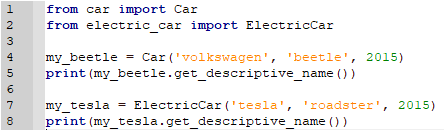 1 from car import Car
2 from electric_car import ElectricCar
3
4 my_beetle = Car('volkswagen', 'beetle', 2015)
5 print(my_beetle.get_descriptive_name())
6
7 my_tesla = ElectricCar('tesla', 'roadster', 2015)
8 print(my_tesla.get_descriptive_name())